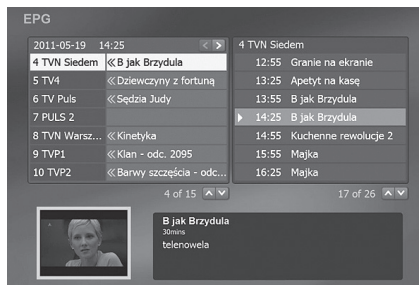 EPG
2011-05-19 14:25
4 TVN Siedem «B jak Brzydula
5 TV4 «Dziewczyny z fortuną
6 TV Puls «Sędzia Judy
7 PULS 2
8 TVN Warsz... «Kinetyka
9 TVP1 «Klan - odc. 2095
10 TVP2 «Barwy szczęścia - odc...
4 of 15
4 TVN Siedem
12:55 Granie na ekranie
13:25 Apetyt na kasę
13:55 B jak Brzydula
14:25 B jak Brzydula
14:55 Kuchenne rewolucje 2
15:55 Majka
16:25 Majka
17 of 26
B jak Brzydula
30mins
telenowela